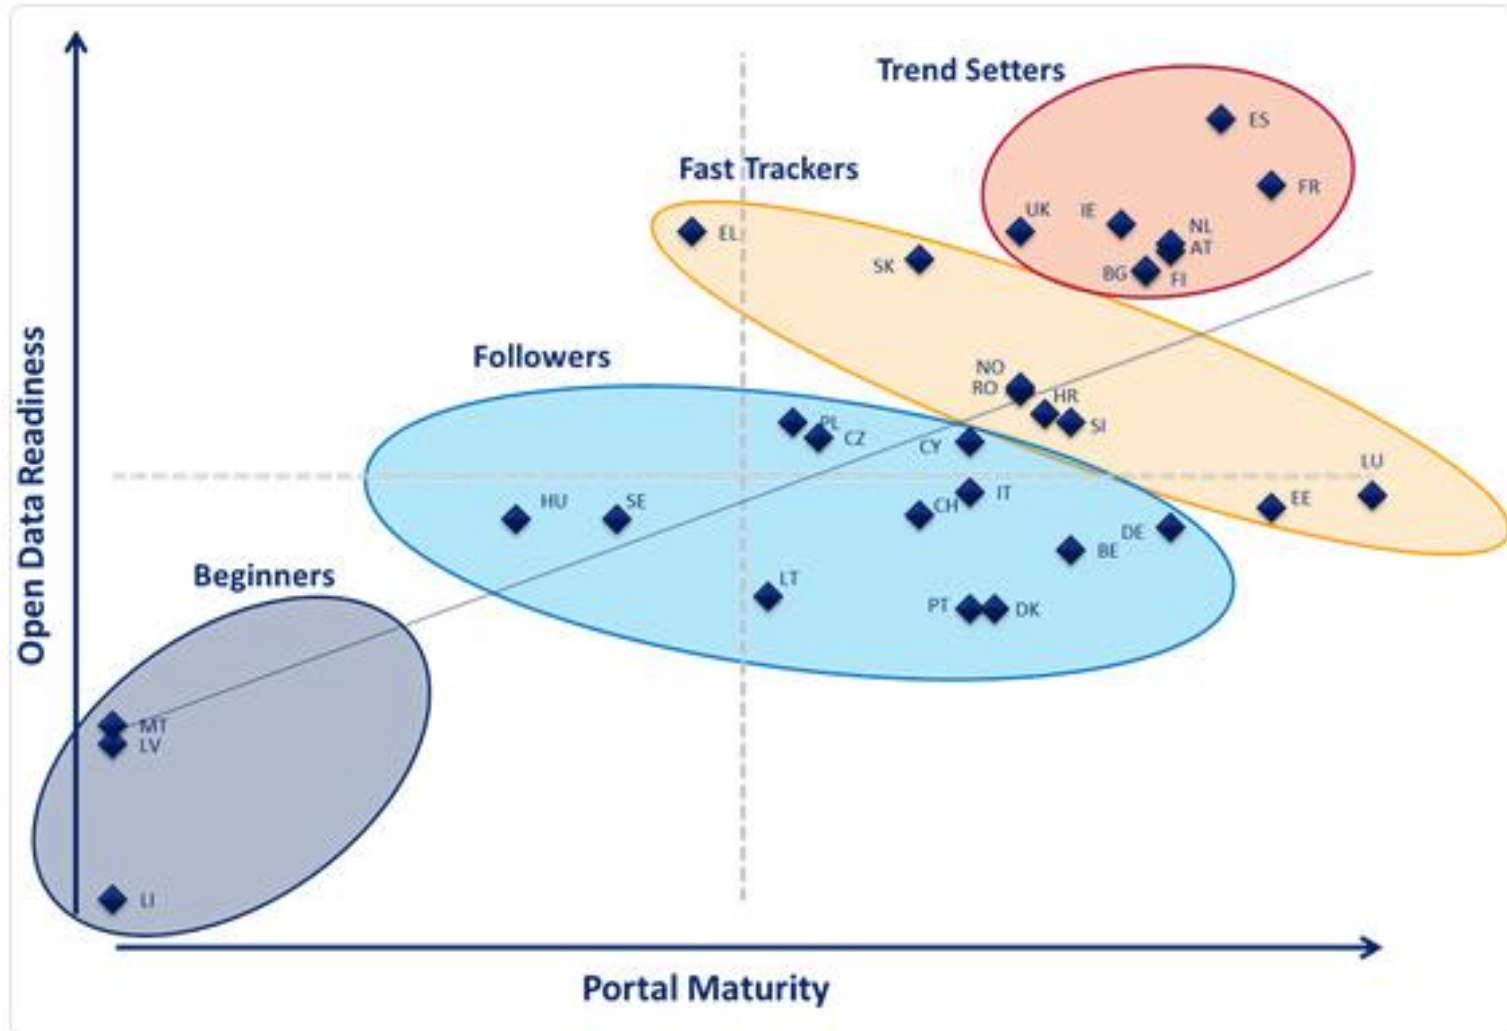 Trend Setters
ES
Fast Trackers
FR
UK
IE
NL
EL
AT
SK
BG
FI
Followers
NO
RO
HR
PL
SI
CZ
CY
LU
IT
EE
HU
SE
CH
DE
BE
Beginners
LT
PT
DK
Open Data Readiness
MT
LV
LI
Portal Maturity